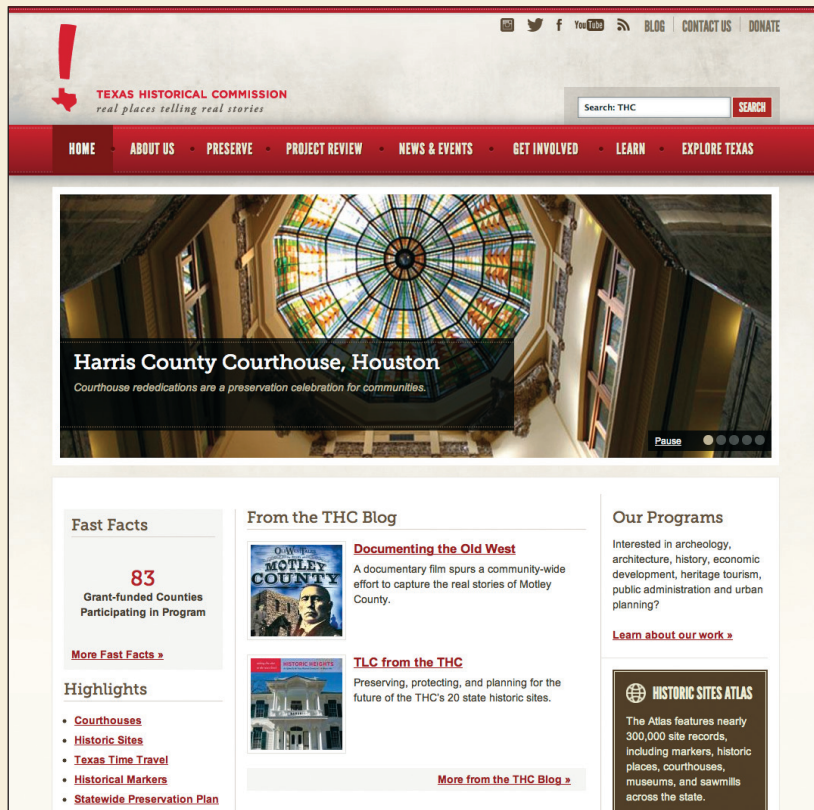 You Tube
BLOG
CONTACT US
DONATE
TEXAS HISTORICAL COMMISSION
real places telling real stories
Search: THC
SEARCH
HOME
ABOUT US
PRESERVE
PROJECT REVIEW
NEWS & EVENTS
GET INVOLVED
LEARN
EXPLORE TEXAS
Harris County Courthouse, Houston
Courthouse rededications are a preservation celebration for communities.
Pause
Fast Facts
83
Grant-funded Counties
Participating in Program
More Fast Facts »
Highlights
Courthouses
Historic Sites
Texas Time Travel
Historical Markers
Statewide Preservation Plan
From the THC Blog
MOTLEY
COUNTY
Documenting the Old West
A documentary film spurs a community-wide
effort to capture the real stories of Motley
County.
HISTORIC HEIGHTS
TLC from the THC
Preserving, protecting, and planning for the
future of the THC's 20 state historic sites.
More from the THC Blog »
Our Programs
Interested in archeology,
architecture, history, economic
development, heritage tourism,
public administration and urban
planning?
Learn about our work »
HISTORIC SITES ATLAS
The Atlas features nearly
300,000 site records,
including markers, historic
places, courthouses,
museums, and sawmills
across the state.